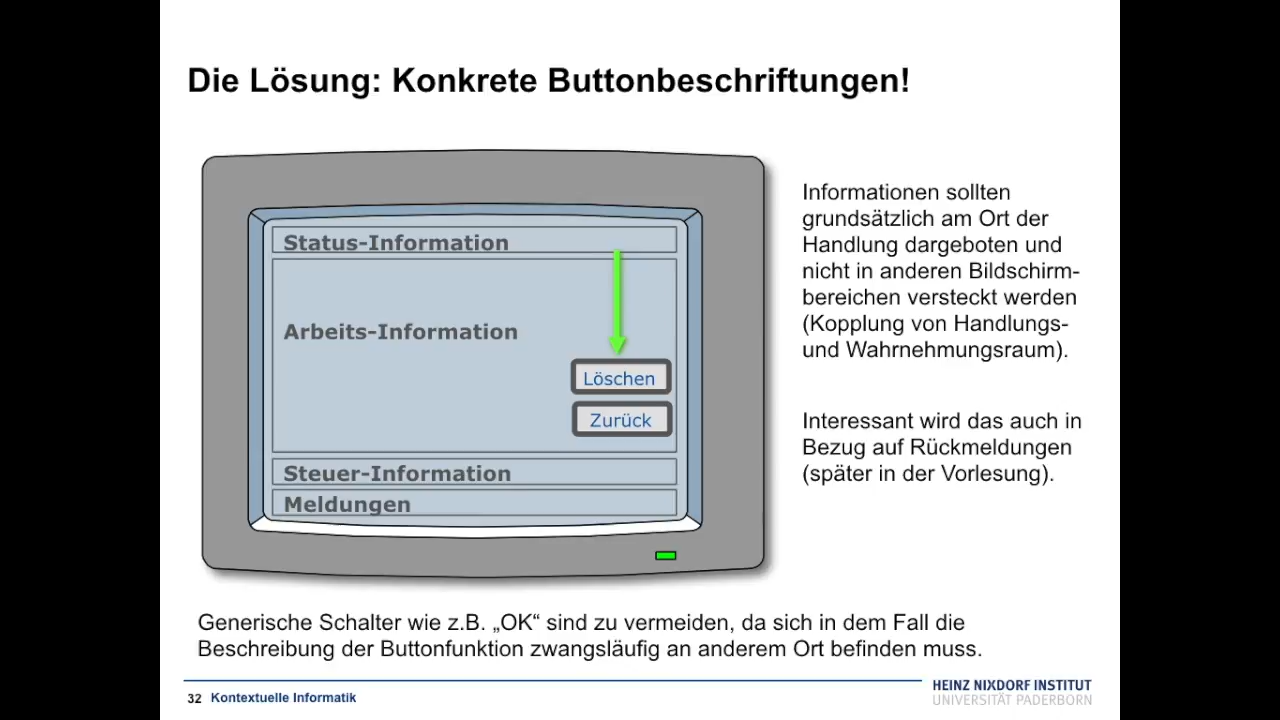 Die Lösung: Konkrete Buttonbeschriftungen!
Status-Information
Arbeits-Information
Löschen
Zurück
Steuer-Information
Meldungen
Informationen sollten
grundsätzlich am Ort der
Handlung dargeboten und
nicht in anderen Bildschirm-
bereichen versteckt werden
(Kopplung von Handlungs-
und Wahrnehmungsraum).
Interessant wird das auch in
Bezug auf Rückmeldungen
(später in der Vorlesung).
Generische Schalter wie z.B. „OK“ sind zu vermeiden, da sich in dem Fall die
Beschreibung der Buttonfunktion zwangsläufig an anderem Ort befinden muss.
32 Kontextuelle Informatik
HEINZ NIXDORF INSTITUT
UNIVERSITÄT PADERBORN